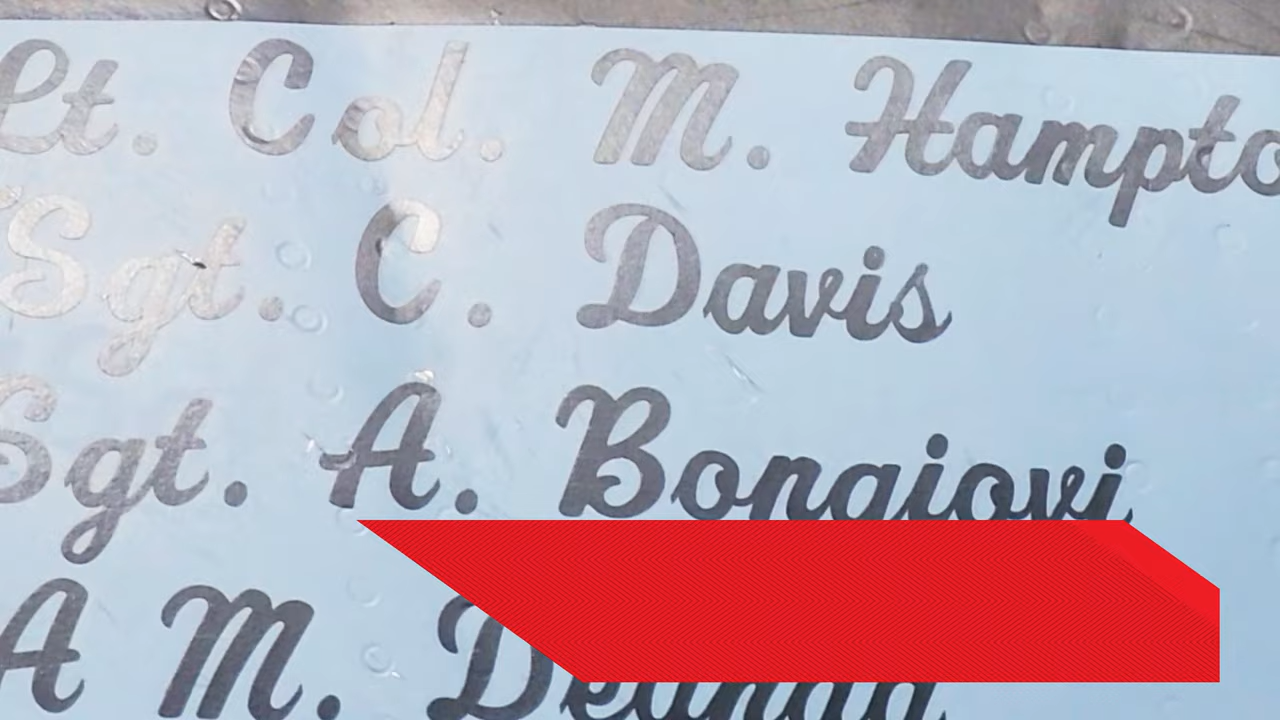 Lt. Col. M. Hampto
Sgt. C. Davis
Sgt. A. Bongiovi
A M.